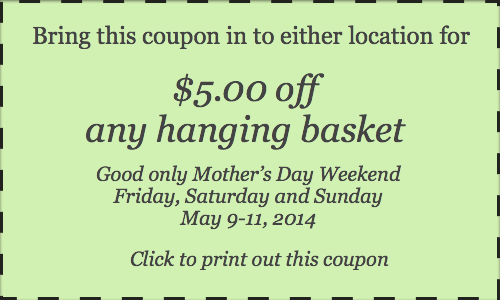 Bring this coupon in to either location for
$5.00 off
any hanging basket
Good only Mother’s Day Weekend
Friday, Saturday and Sunday
May 9-11, 2014
Click to print out this coupon